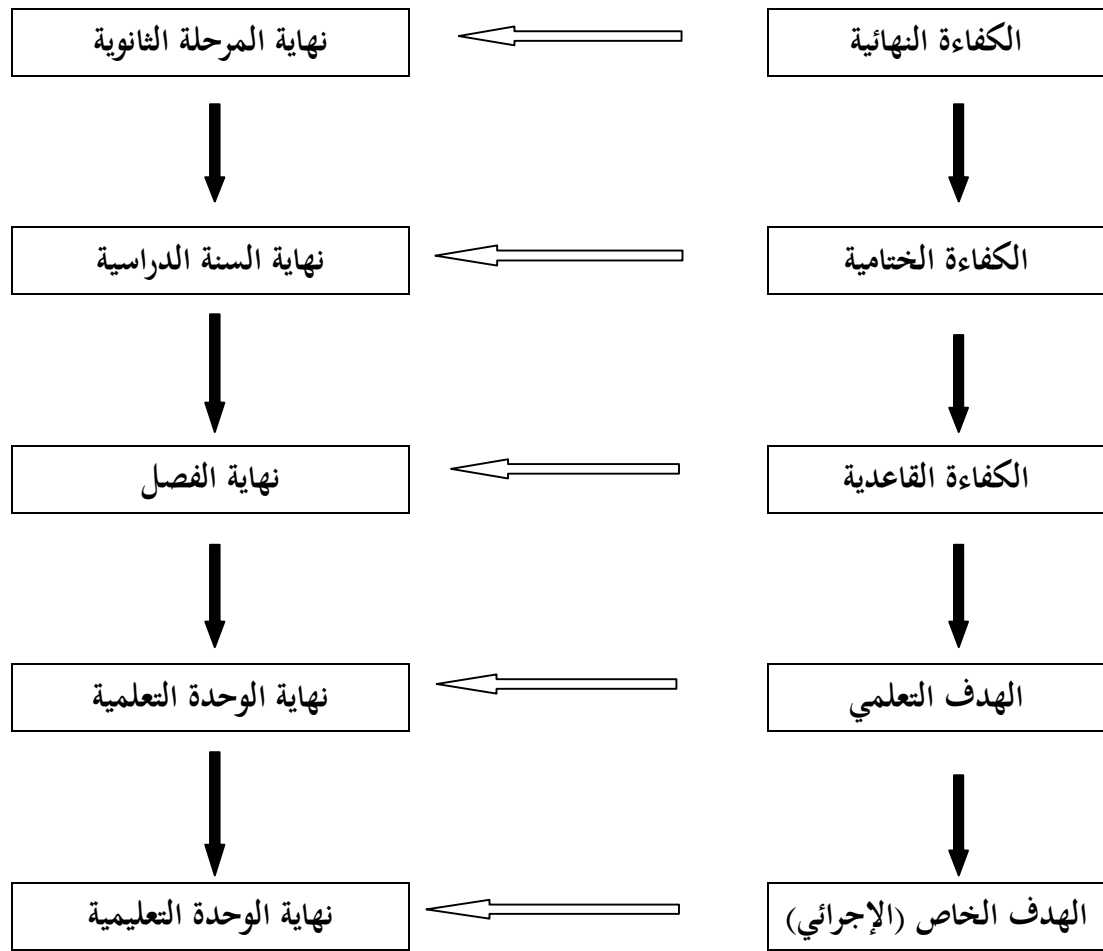 الكفاءة النهائية
نهاية المرحلة الثانوية
الكفاءة الختامية
نهاية السنة الدراسية
الكفاءة القاعدية
نهاية الفصل
الهدف التعلمي
نهاية الوحدة التعلمية
الهدف الخاص (الإجرائي)
نهاية الوحدة التعليمية